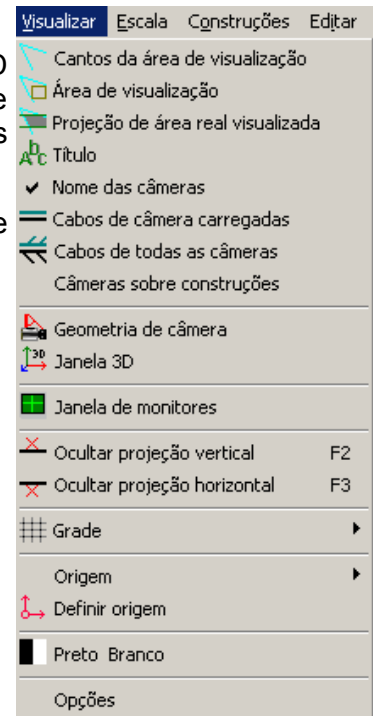 Visualizar Escala Construções Editar
Cantos da área de visualização
Área de visualização
Projeção de área real visualizada
Abc Título
Nome das câmeras
Cabos de câmera carregadas
Cabos de todas as câmeras
Câmeras sobre construções
Geometria de câmera
3D Janela 3D
Janela de monitores
Ocultar projeção vertical F2
Ocultar projeção horizontal F3
Grade
Origem
Definir origem
Preto Branco
Opções